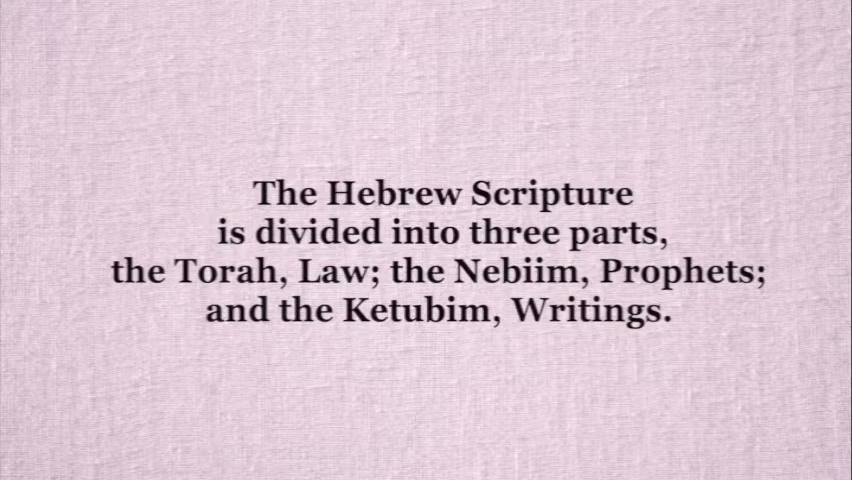 The Hebrew Scripture
is divided into three parts,
the Torah, Law; the Nebiim, Prophets;
and the Ketubim, Writings.